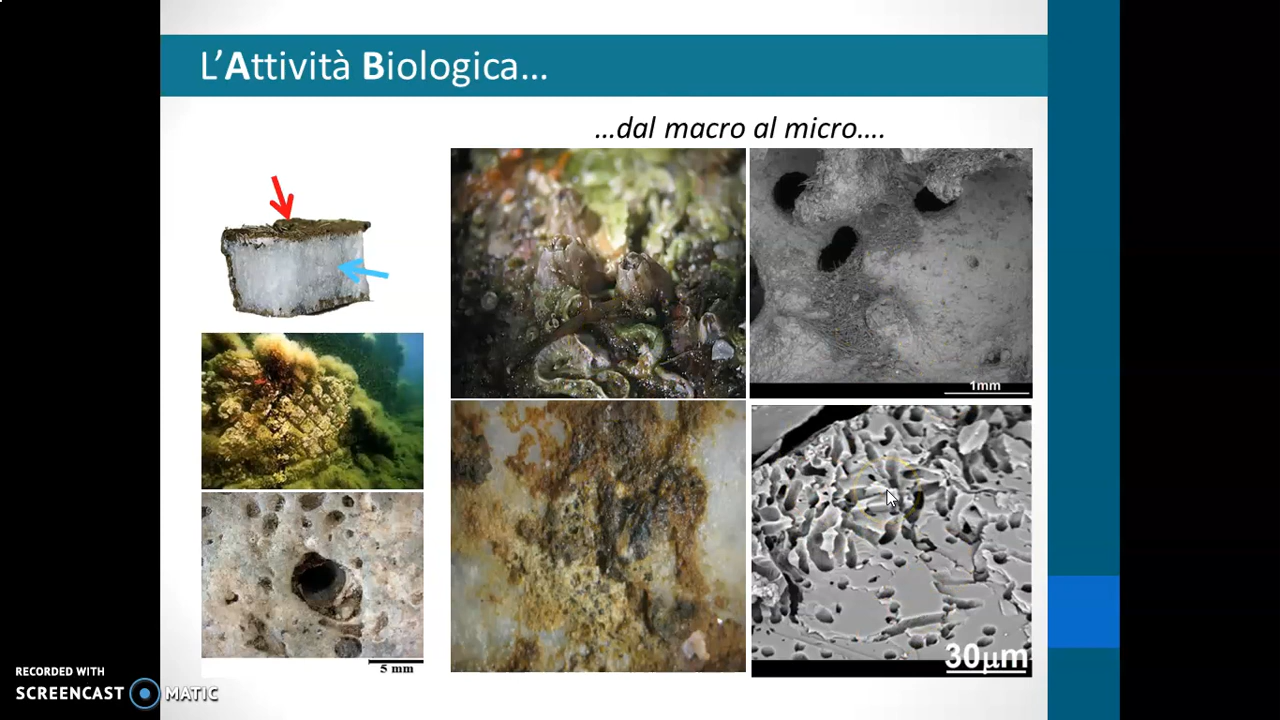 L'Attività Biologica...
...dal macro al micro....
1mm
5 mm
30µm
RECORDED WITH
SCREENCAST MATIC